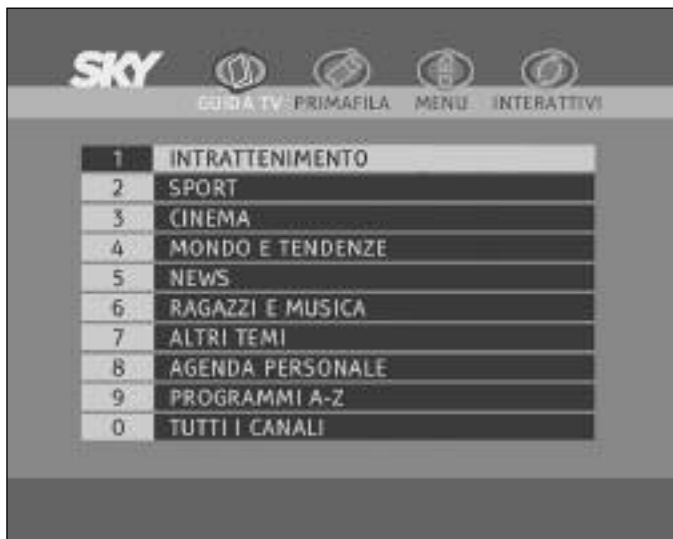 SKY
GUIDA TV PRIMAFILA MENU INTERATTIVI
1 INTRATTENIMENTO
2 SPORT
3 CINEMA
4 MONDO E TENDENZE
5 NEWS
6 RAGAZZI E MUSICA
7 ALTRI TEMI
8 AGENDA PERSONALE
9 PROGRAMMI A-Z
0 TUTTI I CANALI